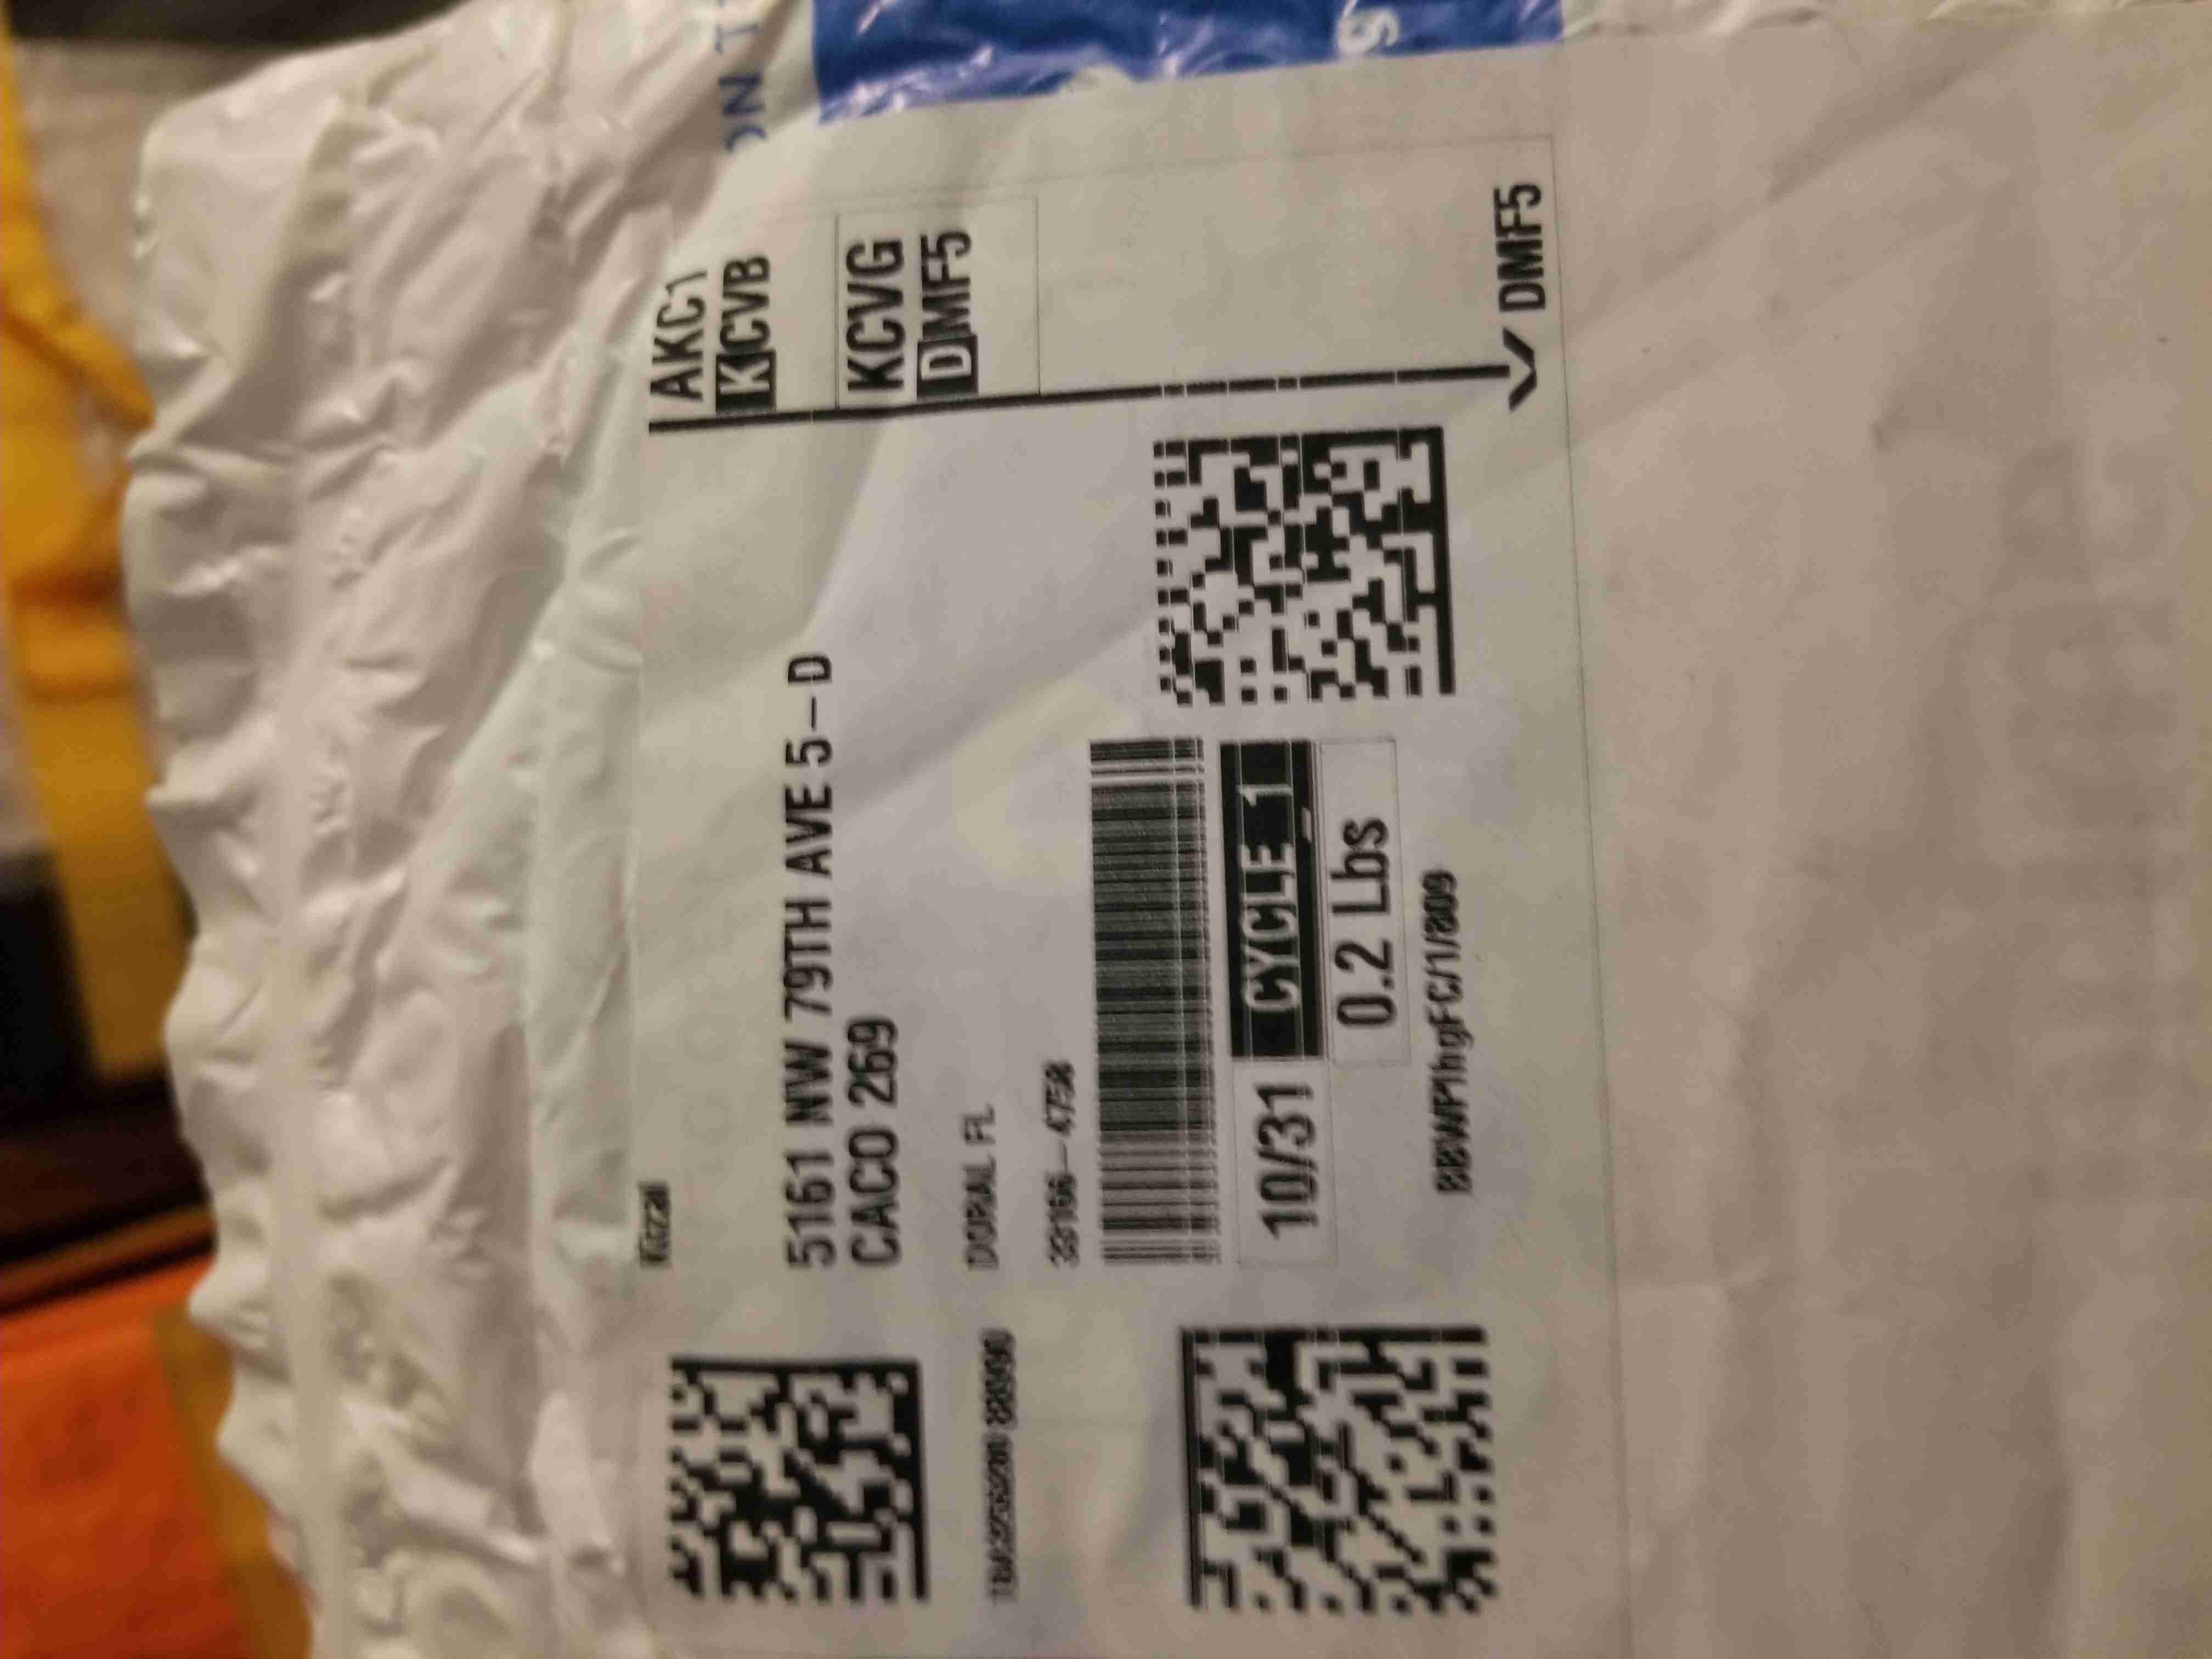 AKC1
KCVB
KCVG
DMF5
5161 NW 79TH AVE 5-D
CACO 269
DORAL FL
33166-4758
10/31 CYCLE 1
0.2 Lbs
DMF5